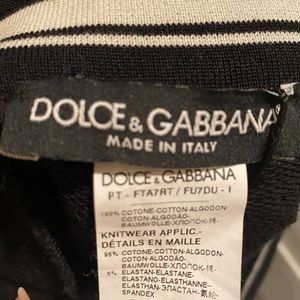 DOLCE & GABBANA
MADE IN ITALY
DOLCE & GABBANA
PT - FTA7RT / FU7DU - I
100% COTONE-COTTON-ALGODON-
COTON-ALGODÃO-
BAUMWOLLE-ХЛОПОК-棉-
KNITWEAR APPLIC.-
DÉTAILS EN MAILLE
95% COTONE-COTTON-ALGODON-
COTON-ALGODÃO-
BAUMWOLLE-ХЛОПОК-棉-
5% ELASTAN-ELASTANE-
ELASTANO-ELASTHANNE-
ELASTHAN-ЭЛАСТАН-
SPANDEX